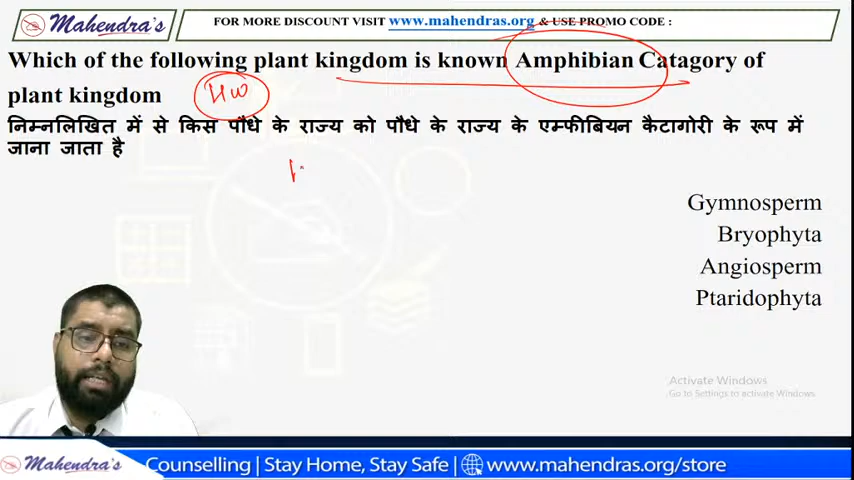 Mahendra's
FOR MORE DISCOUNT VISIT www.mahendras.org & USE PROMO CODE :
Which of the following plant kingdom is known Amphibian Catagory of
plant kingdom
HW
निम्नलिखित में से किस पौधे के राज्य को पौधे के राज्य के एम्फीबियन कैटागोरी के रूप में
जाना जाता है
Gymnosperm
Bryophyta
Angiosperm
Ptaridophyta
Activate Windows
Go to Settings to activate Windows.
Mahendra's
Counselling | Stay Home, Stay Safe | www.mahendras.org/store